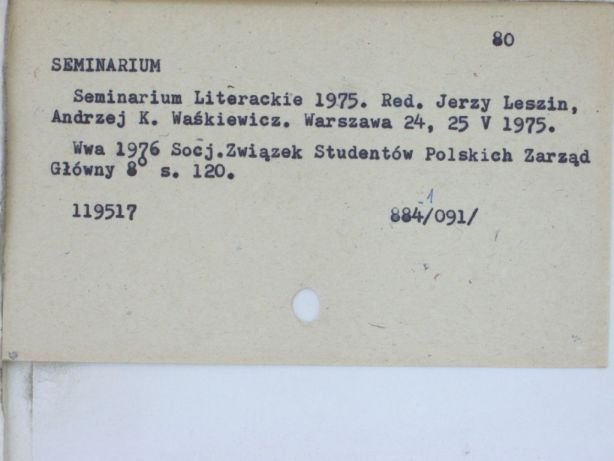 80
SEMINARIUM
Seminarium Literackie 1975. Red. Jerzy Leszin,
Andrzej K. Waśkiewicz. Warszawa 24, 25 V 1975.
Wwa 1976 Socj.Związek Studentów Polskich Zarząd
Główny 8° s. 120.
-1
119517 884/091/